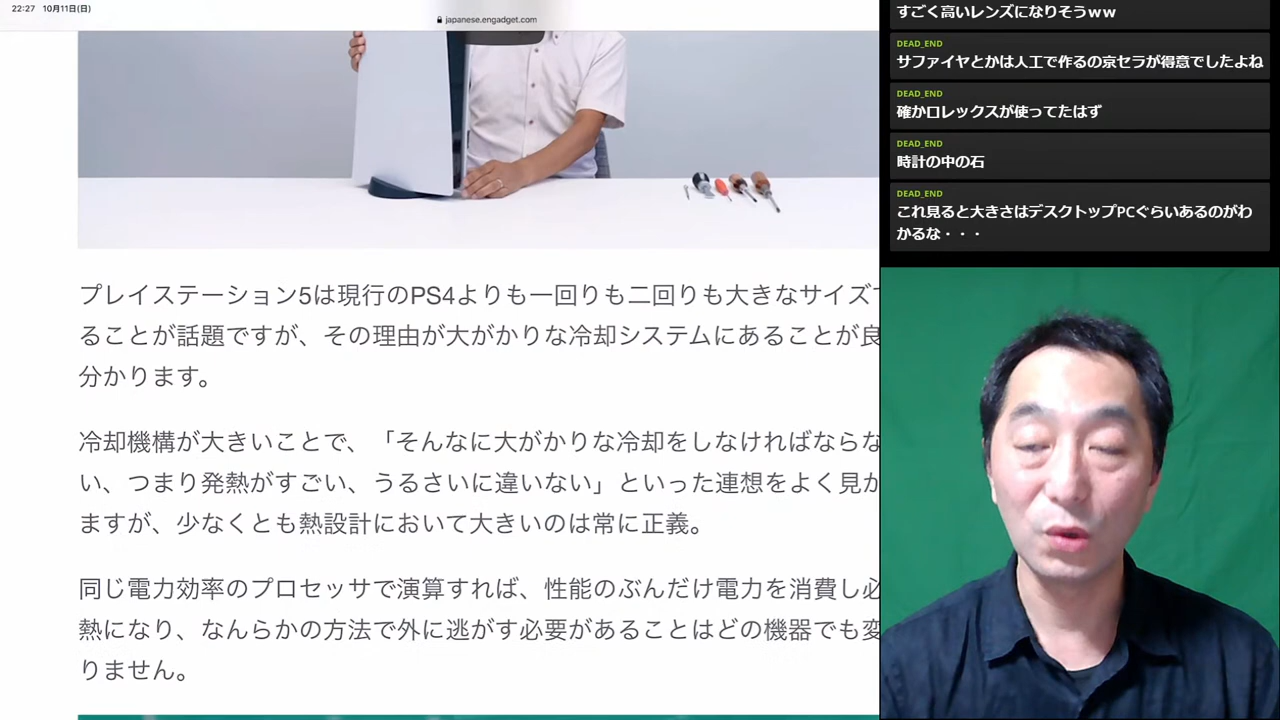 22:27 10月11日(日)
japanese.engadget.com
プレイステーション5は現行のPS4よりも一回りも二回りも大きなサイズ
ることが話題ですが、その理由が大がかりな冷却システムにあることが良
分かります。
冷却機構が大きいことで、「そんなに大がかりな冷却をしなければならな
い、つまり発熱がすごい、うるさいに違いない」といった連想をよく見か
ますが、少なくとも熱設計において大きいのは常に正義。
同じ電力効率のプロセッサで演算すれば、性能のぶんだけ電力を消費し必
熱になり、なんらかの方法で外に逃がす必要があることはどの機器でも変
りません。
すごく高いレンズになりそうｗｗ
DEAD_END
サファイヤとかは人工で作るの京セラが得意でしたよね
DEAD_END
確かロレックスが使ってたはず
DEAD_END
時計の中の石
DEAD_END
これ見ると大きさはデスクトップPCぐらいあるのがわ
かるな・・・